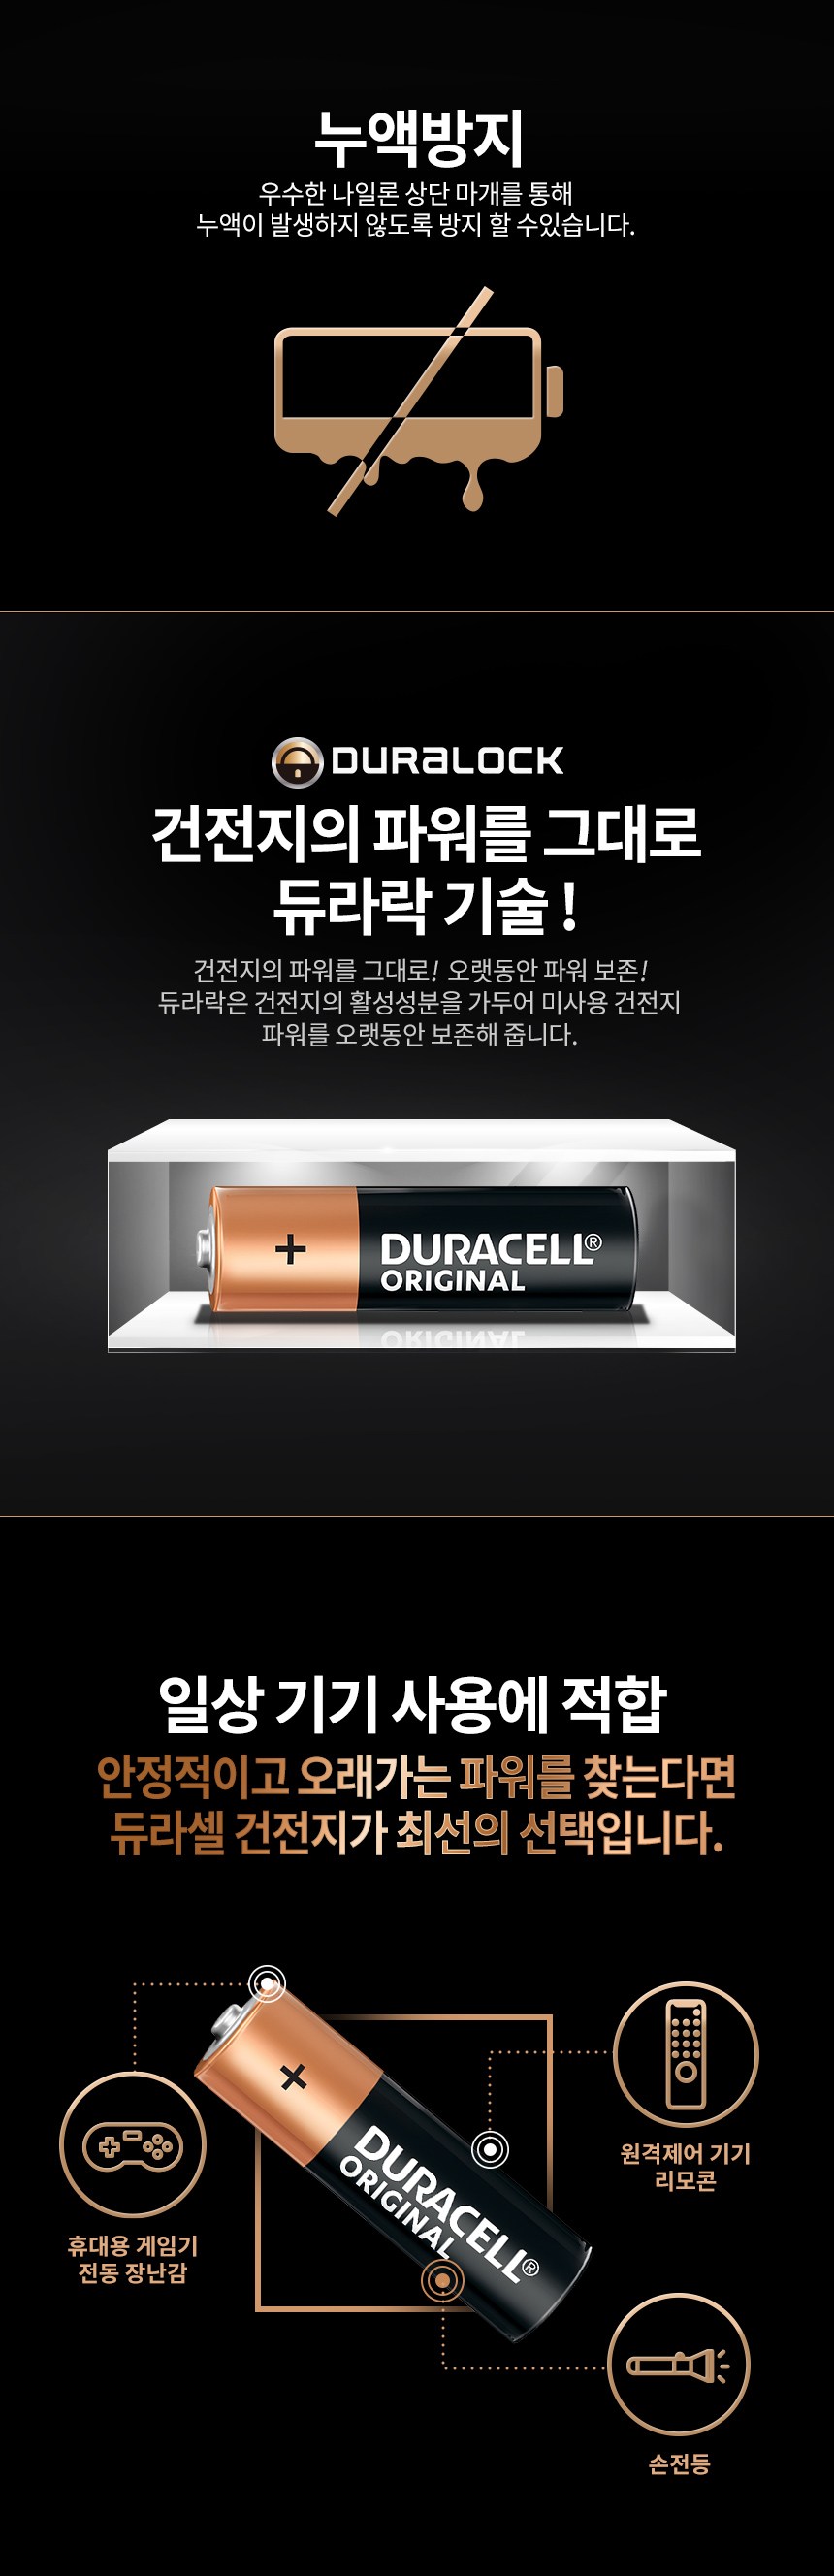 누액방지
우수한 나일론 상단 마개를 통해
누액이 발생하지 않도록 방지 할 수있습니다.
DURALOCK
건전지의 파워를 그대로
듀라락 기술 !
건전지의 파워를 그대로! 오랫동안 파워 보존!
듀라락은 건전지의 활성성분을 가두어 미사용 건전지
파워를 오랫동안 보존해 줍니다.
+
DURACELL®
ORIGINAL
일상 기기 사용에 적합
안정적이고 오래가는 파워를 찾는다면
듀라셀 건전지가 최선의 선택입니다.
+
DURACELL®
ORIGINAL
원격제어 기기
리모콘
휴대용 게임기
전동 장난감
손전등